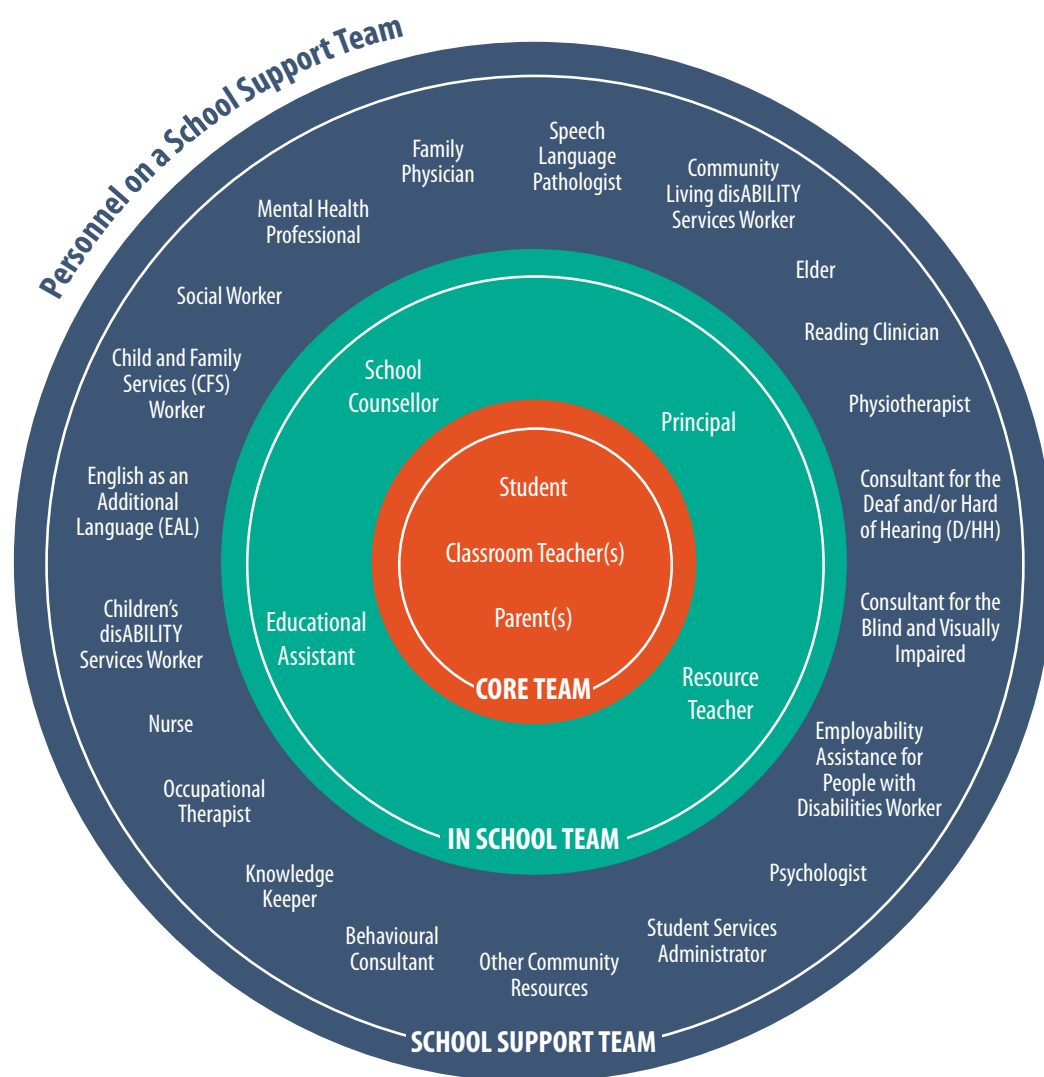 Personnel on a School Support Team
Family
Physician
Speech
Language
Pathologist
Community
Living disABILITY
Services Worker
Elder
Reading Clinician
Physiotherapist
Consultant for the
Deaf and/or Hard
of Hearing (D/HH)
Consultant for the
Blind and Visually
Impaired
Employability
Assistance for
People with
Disabilities Worker
Psychologist
Student Services
Administrator
Other Community
Resources
Behavioural
Consultant
Knowledge
Keeper
Occupational
Therapist
Nurse
Children's
disABILITY
Services Worker
English as an
Additional
Language (EAL)
Child and Family
Services (CFS)
Worker
Social Worker
Mental Health
Professional
School
Counsellor
Principal
Resource
Teacher
Educational
Assistant
Student
Classroom Teacher(s)
Parent(s)
CORE TEAM
IN SCHOOL TEAM
SCHOOL SUPPORT TEAM